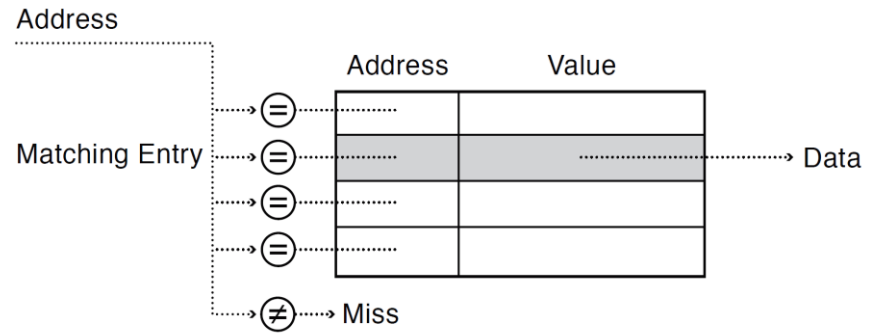 Address
Address Value
=
Matching Entry = Data
=
=
≠ Miss